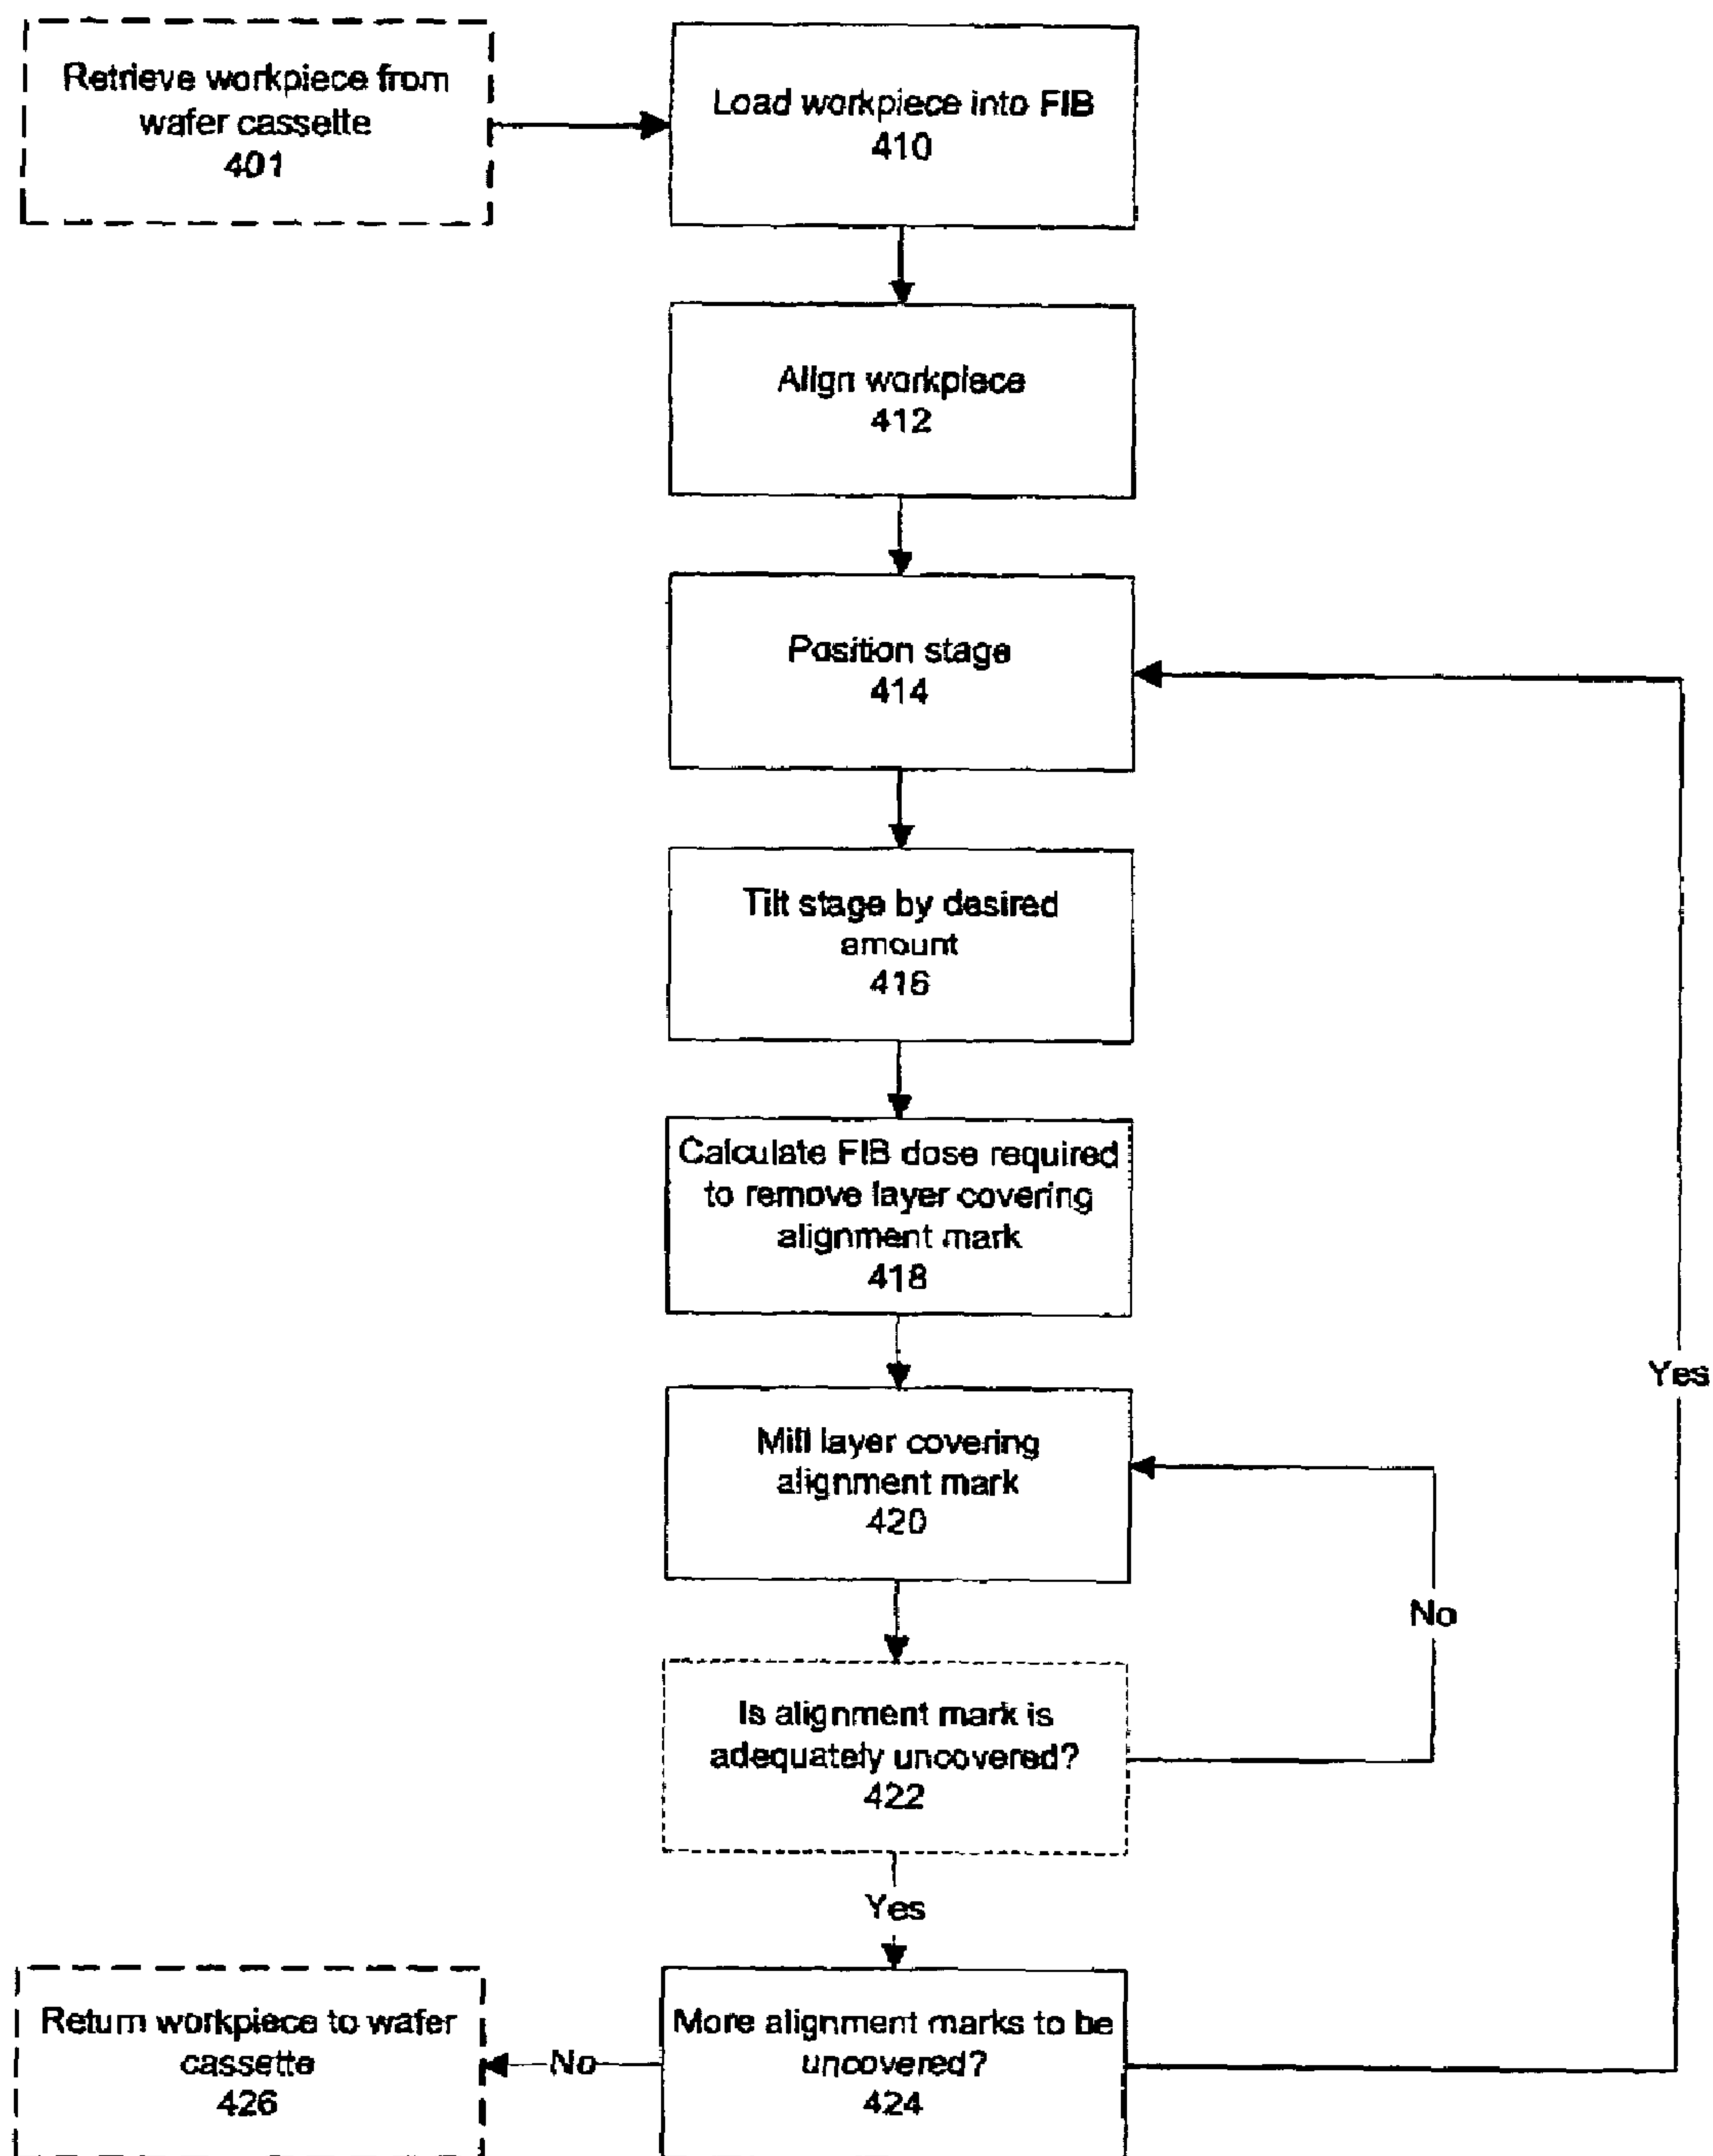 Retrieve workpiece from
wafer cassette
401
Load workpiece into FIB
410
Align workpiece
412
Position stage
414
Tilt stage by desired
amount
416
Calculate FIB dose required
to remove layer covering
alignment mark
418
Mill layer covering
alignment mark
420
No
Yes
Is alignment mark is
adequately uncovered?
422
Yes
More alignment marks to be
uncovered?
424
No
Return workpiece to wafer
cassette
426